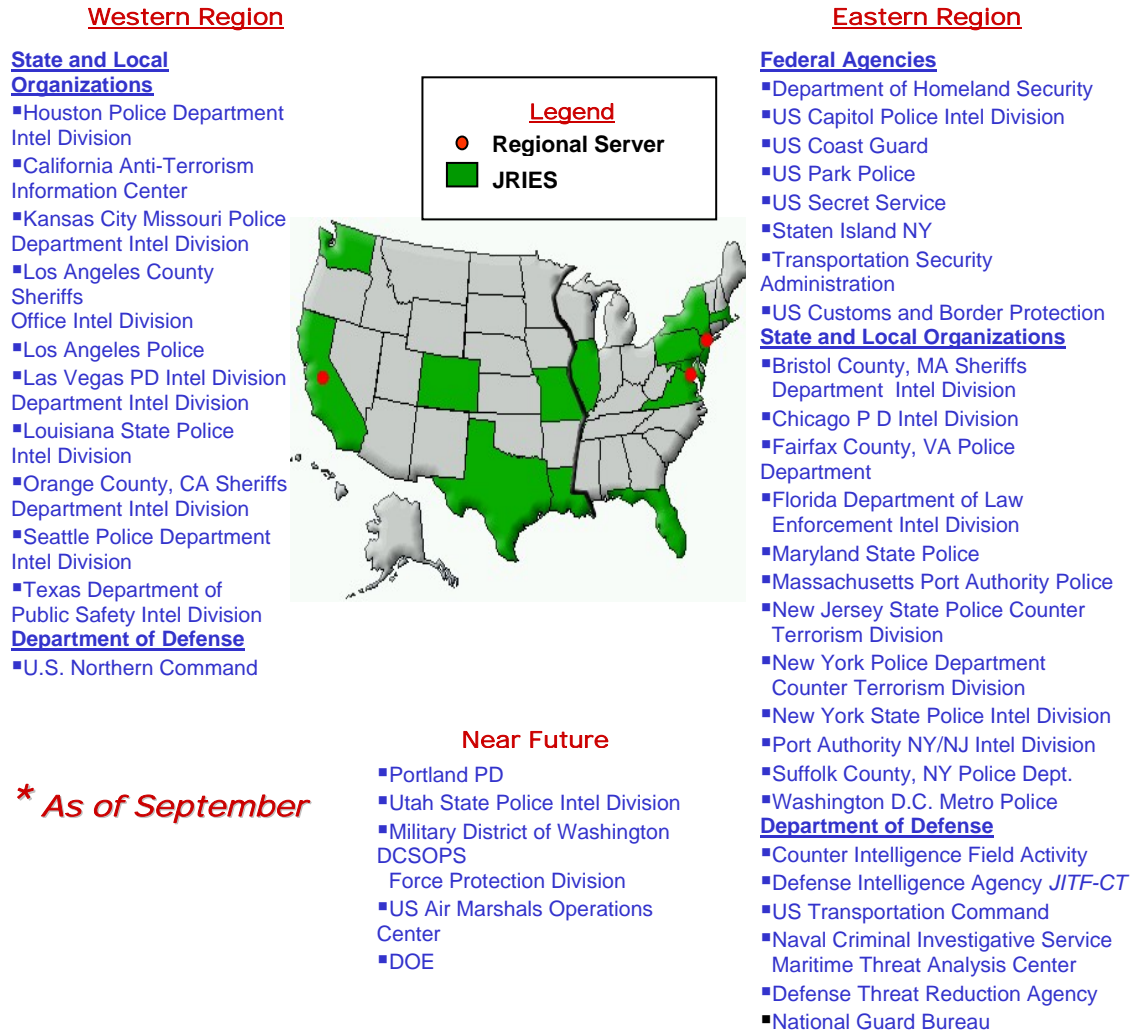 Western Region
State and Local
Organizations
▪Houston Police Department
Intel Division
▪California Anti-Terrorism
Information Center
▪Kansas City Missouri Police
Department Intel Division
▪Los Angeles County
Sheriffs
Office Intel Division
▪Los Angeles Police
▪Las Vegas PD Intel Division
Department Intel Division
▪Louisiana State Police
Intel Division
▪Orange County, CA Sheriffs
Department Intel Division
▪Seattle Police Department
Intel Division
▪Texas Department of
Public Safety Intel Division
Department of Defense
▪U.S. Northern Command
* As of September
Legend
Regional Server
JRIES
Near Future
▪Portland PD
▪Utah State Police Intel Division
▪Military District of Washington
DCSOPS
Force Protection Division
▪US Air Marshals Operations
Center
▪DOE
Eastern Region
Federal Agencies
▪Department of Homeland Security
▪US Capitol Police Intel Division
▪US Coast Guard
▪US Park Police
▪US Secret Service
▪Staten Island NY
▪Transportation Security
Administration
▪US Customs and Border Protection
State and Local Organizations
▪Bristol County, MA Sheriffs
Department Intel Division
▪Chicago P D Intel Division
▪Fairfax County, VA Police
Department
▪Florida Department of Law
Enforcement Intel Division
▪Maryland State Police
▪Massachusetts Port Authority Police
▪New Jersey State Police Counter
Terrorism Division
▪New York Police Department
Counter Terrorism Division
▪New York State Police Intel Division
▪Port Authority NY/NJ Intel Division
▪Suffolk County, NY Police Dept.
▪Washington D.C. Metro Police
Department of Defense
▪Counter Intelligence Field Activity
▪Defense Intelligence Agency JITF-CT
▪US Transportation Command
▪Naval Criminal Investigative Service
Maritime Threat Analysis Center
▪Defense Threat Reduction Agency
▪National Guard Bureau